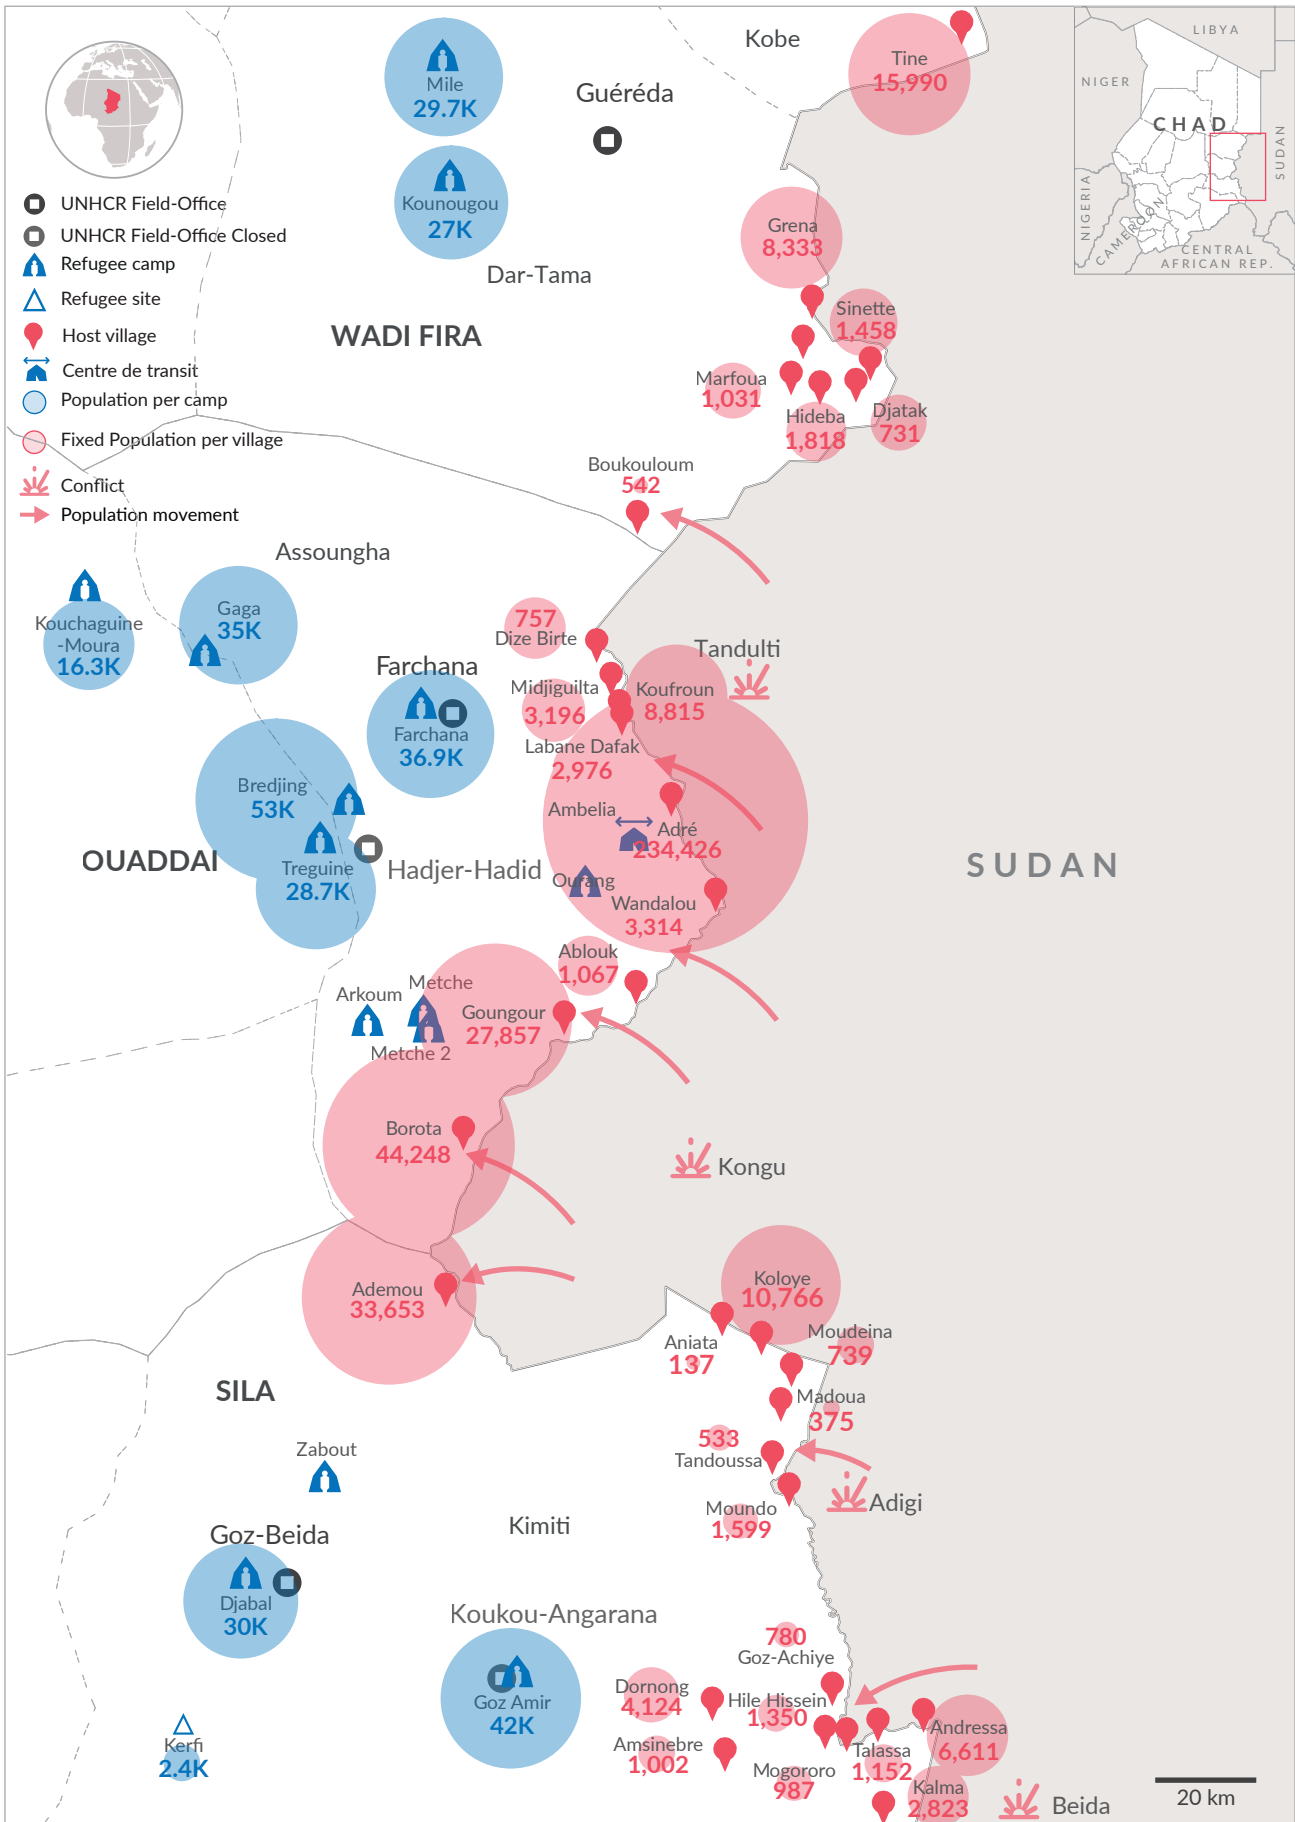 Kobe
Tine
15,990
Mile
29.7K
Guéréda
Kounougou
27K
Dar-Tama
WADI FIRA
LIBYA
NIGER
CHAD
SUDAN
NIGERIA
CAMEROON
CENTRAL
AFRICAN REP.
UNHCR Field-Office
UNHCR Field-Office Closed
Refugee camp
Refugee site
Host village
Centre de transit
Population per camp
Fixed Population per village
Conflict
Population movement
Grena
8,333
Sinette
1,458
Marfoua
1,031
Hideba
1,818
Djatak
731
Boukouloum
542
Assoungha
Kouchaguine
-Moura
16.3K
Gaga
35K
757
Dize Birte
Farchana
Farchana
36.9K
Tandulti
Midjiguilta
3,196
Koufroun
8,815
Labane Dafak
2,976
Bredjing
53K
Ambelia
Adré
234,426
OUADDAI
Treguine
28.7K
Hadjer-Hadid
Ourang
Wandalou
3,314
SUDAN
Ablouk
1,067
Arkoum
Metche
Metche 2
Goungour
27,857
Borota
44,248
Kongu
Ademou
33,653
Koloye
10,766
Aniata
137
Moudeina
739
SILA
Madoua
375
533
Tandoussa
Zabout
Adigi
Moundo
1,599
Goz-Beida
Kimiti
Djabal
30K
Koukou-Angarana
Goz Amir
42K
780
Goz-Achiye
Dornong
4,124
Hile Hissein
1,350
Kerfi
2.4K
Amsinebre
1,002
Mogororo
987
Talassa
1,152
Andressa
6,611
Kalma
2,823
Beida
20 km